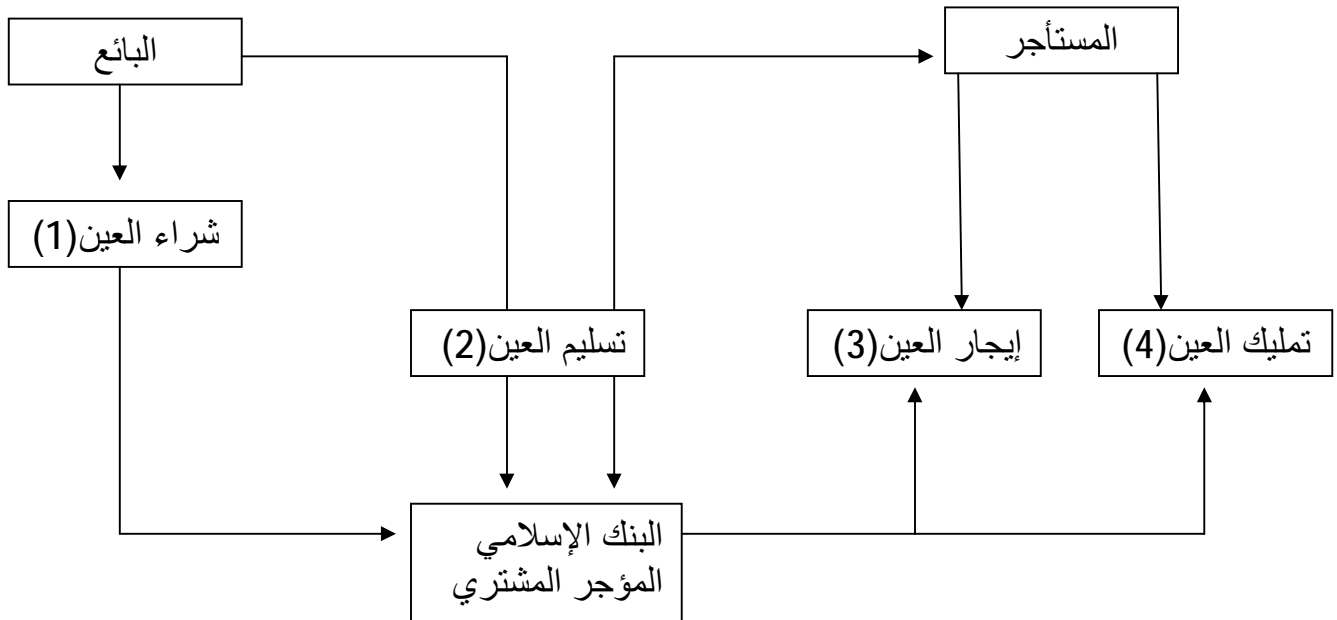 البائع
المستأجر
شراء العين(1)
تسليم العين(2)
إيجار العين(3)
تمليك العين(4)
البنك الإسلامي
المؤجر المشتري